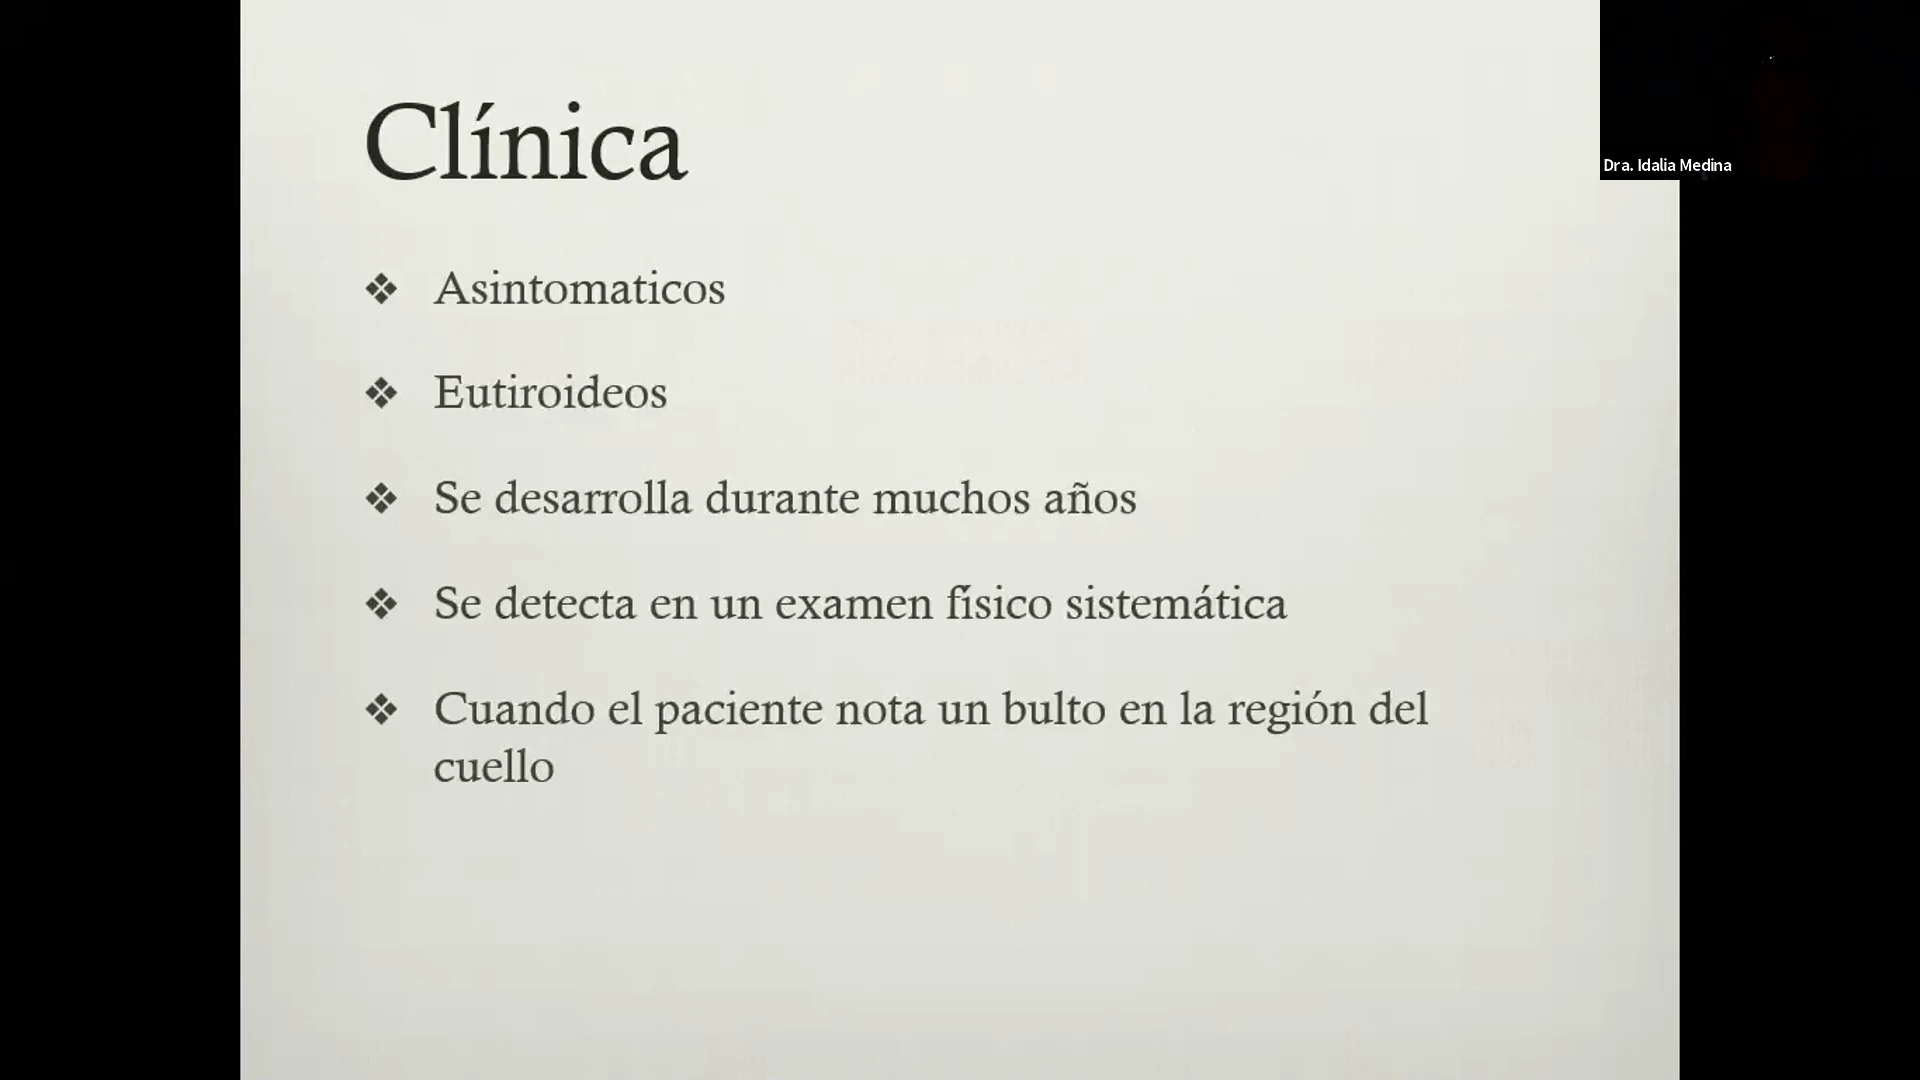 Clínica
Dra. Idalia Medina
❖ Asintomaticos
❖ Eutiroideos
❖ Se desarrolla durante muchos años
❖ Se detecta en un examen físico sistemática
❖ Cuando el paciente nota un bulto en la región del
cuello